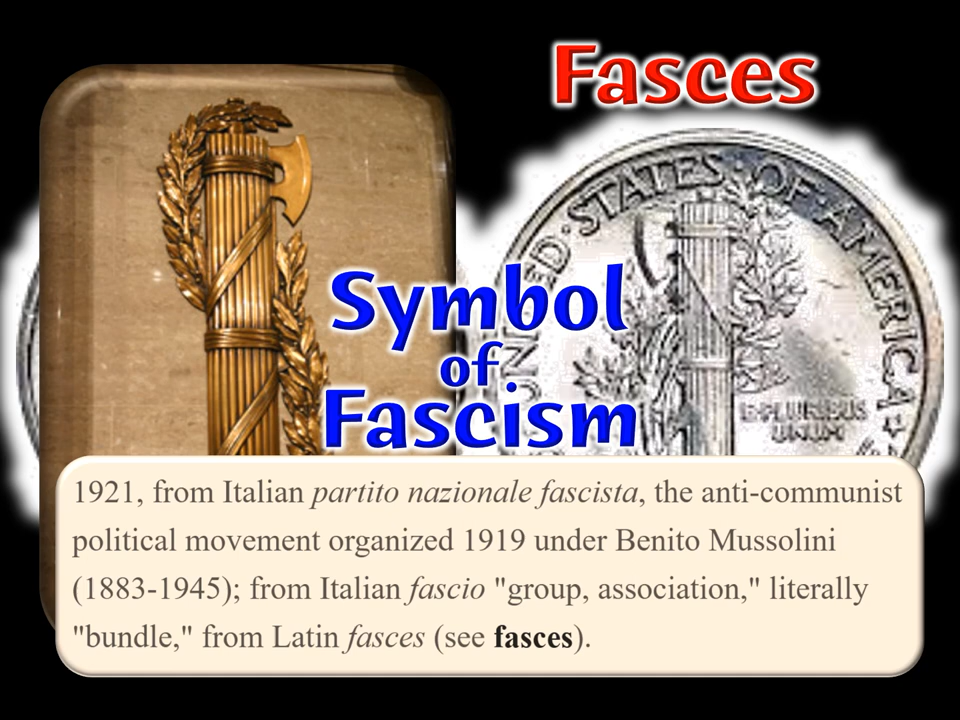 Fasces
UNITED·STATES·OF·AMERICA
E·PLURIBUS
UNUM
Symbol
of
Fascism
1921, from Italian partito nazionale fascista, the anti-communist
political movement organized 1919 under Benito Mussolini
(1883-1945); from Italian fascio "group, association," literally
"bundle," from Latin fasces (see fasces).